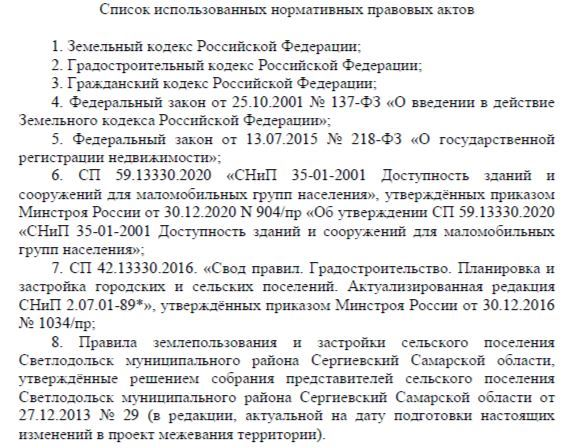 Список использованных нормативных правовых актов
1. Земельный кодекс Российской Федерации;
2. Градостроительный кодекс Российской Федерации;
3. Гражданский кодекс Российской Федерации;
4. Федеральный закон от 25.10.2001 № 137-ФЗ «О введении в действие
Земельного кодекса Российской Федерации»;
5. Федеральный закон от 13.07.2015 № 218-ФЗ «О государственной
регистрации недвижимости»;
6. СП 59.13330.2020 «СНиП 35-01-2001 Доступность зданий и
сооружений для маломобильных групп населения», утверждённых приказом
Минстроя России от 30.12.2020 N 904/пр «Об утверждении СП 59.13330.2020
«СНиП 35-01-2001 Доступность зданий и сооружений для маломобильных
групп населения»;
7. СП 42.13330.2016. «Свод правил. Градостроительство. Планировка и
застройка городских и сельских поселений. Актуализированная редакция
СНиП 2.07.01-89*», утверждённых приказом Минстроя России от 30.12.2016
№ 1034/пр;
8. Правила землепользования и застройки сельского поселения
Светлодольск муниципального района Сергиевский Самарской области,
утверждённые решением собрания представителей сельского поселения
Светлодольск муниципального района Сергиевский Самарской области от
27.12.2013 № 29 (в редакции, актуальной на дату подготовки настоящих
изменений в проект межевания территории).